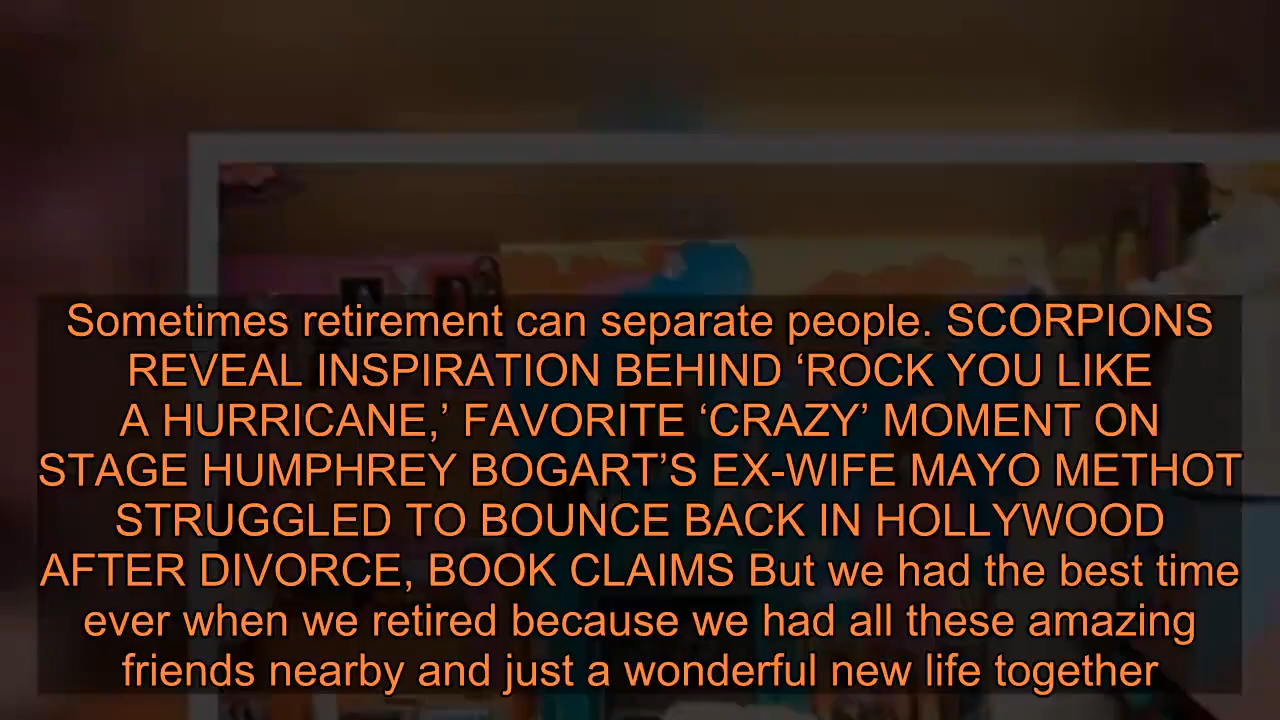 Sometimes retirement can separate people. SCORPIONS
REVEAL INSPIRATION BEHIND ‘ROCK YOU LIKE
A HURRICANE,’ FAVORITE ‘CRAZY’ MOMENT ON
STAGE HUMPHREY BOGART’S EX-WIFE MAYO METHOT
STRUGGLED TO BOUNCE BACK IN HOLLYWOOD
AFTER DIVORCE, BOOK CLAIMS But we had the best time
ever when we retired because we had all these amazing
friends nearby and just a wonderful new life together